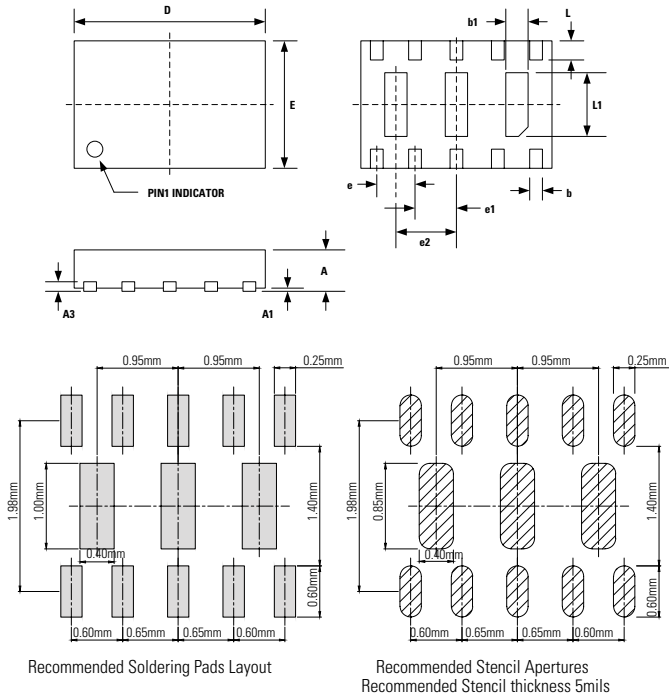 D
E
PIN1 INDICATOR
b1
L
L1
e
e1
b
e2
A
A3
A1
0.95mm
0.95mm
0.25mm
1.98mm
1.00mm
0.40mm
1.40mm
0.60mm
0.60mm
0.65mm
0.65mm
0.60mm
Recommended Soldering Pads Layout
0.95mm
0.95mm
0.25mm
1.98mm
0.85mm
0.40mm
1.40mm
0.60mm
0.60mm
0.65mm
0.65mm
0.60mm
Recommended Stencil Apertures
Recommended Stencil thickness 5mils